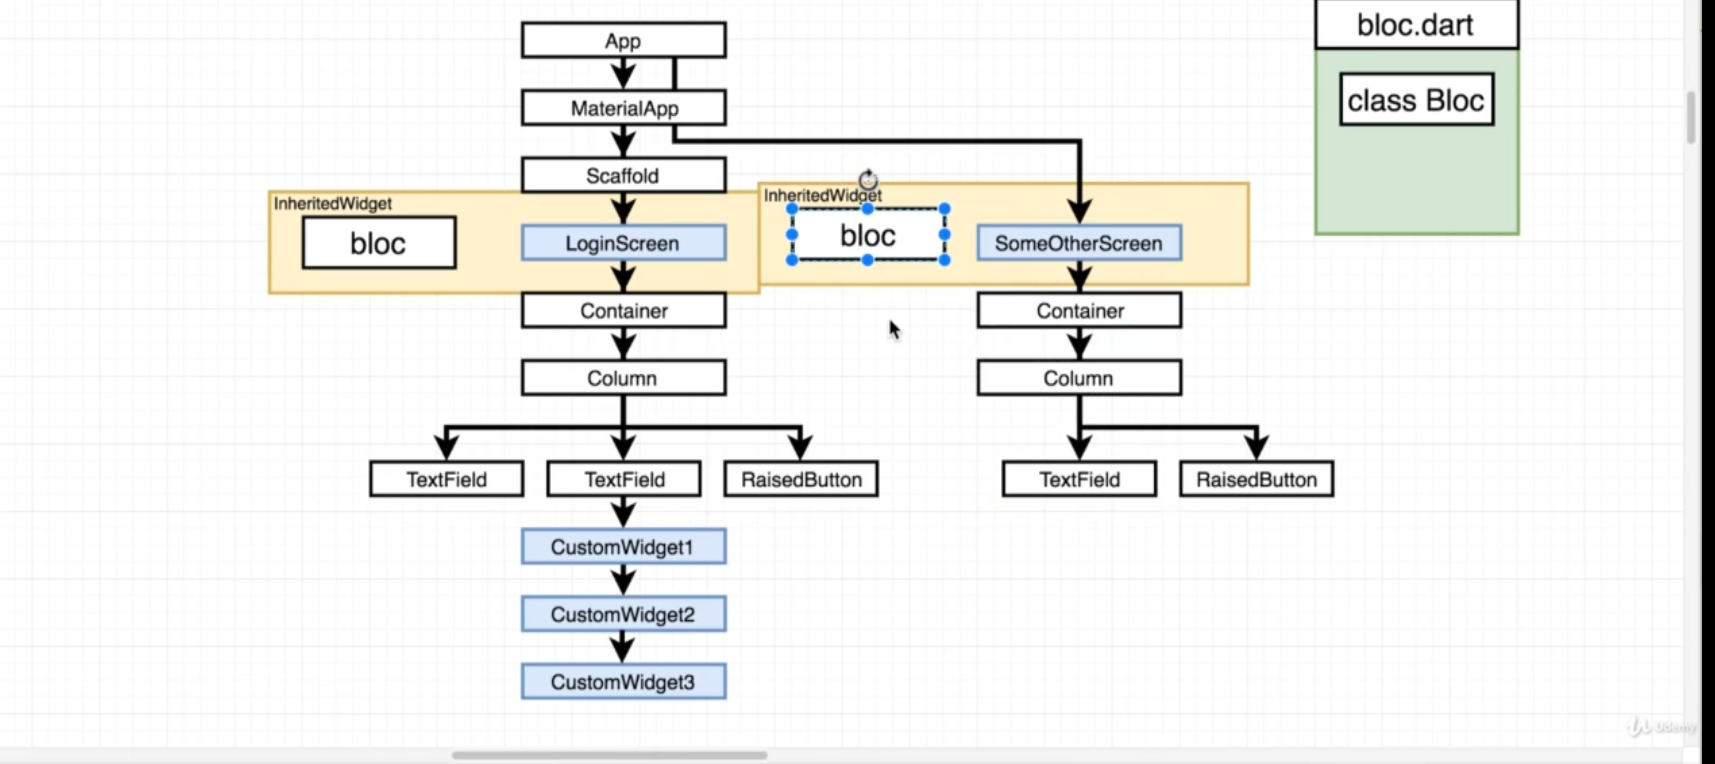 App
bloc.dart
MaterialApp
class Bloc
Scaffold
InheritedWidget
bloc
LoginScreen
InheritedWidget
bloc
SomeOtherScreen
Container
Container
Column
Column
TextField
TextField
RaisedButton
TextField
RaisedButton
CustomWidget1
CustomWidget2
CustomWidget3
Udemy